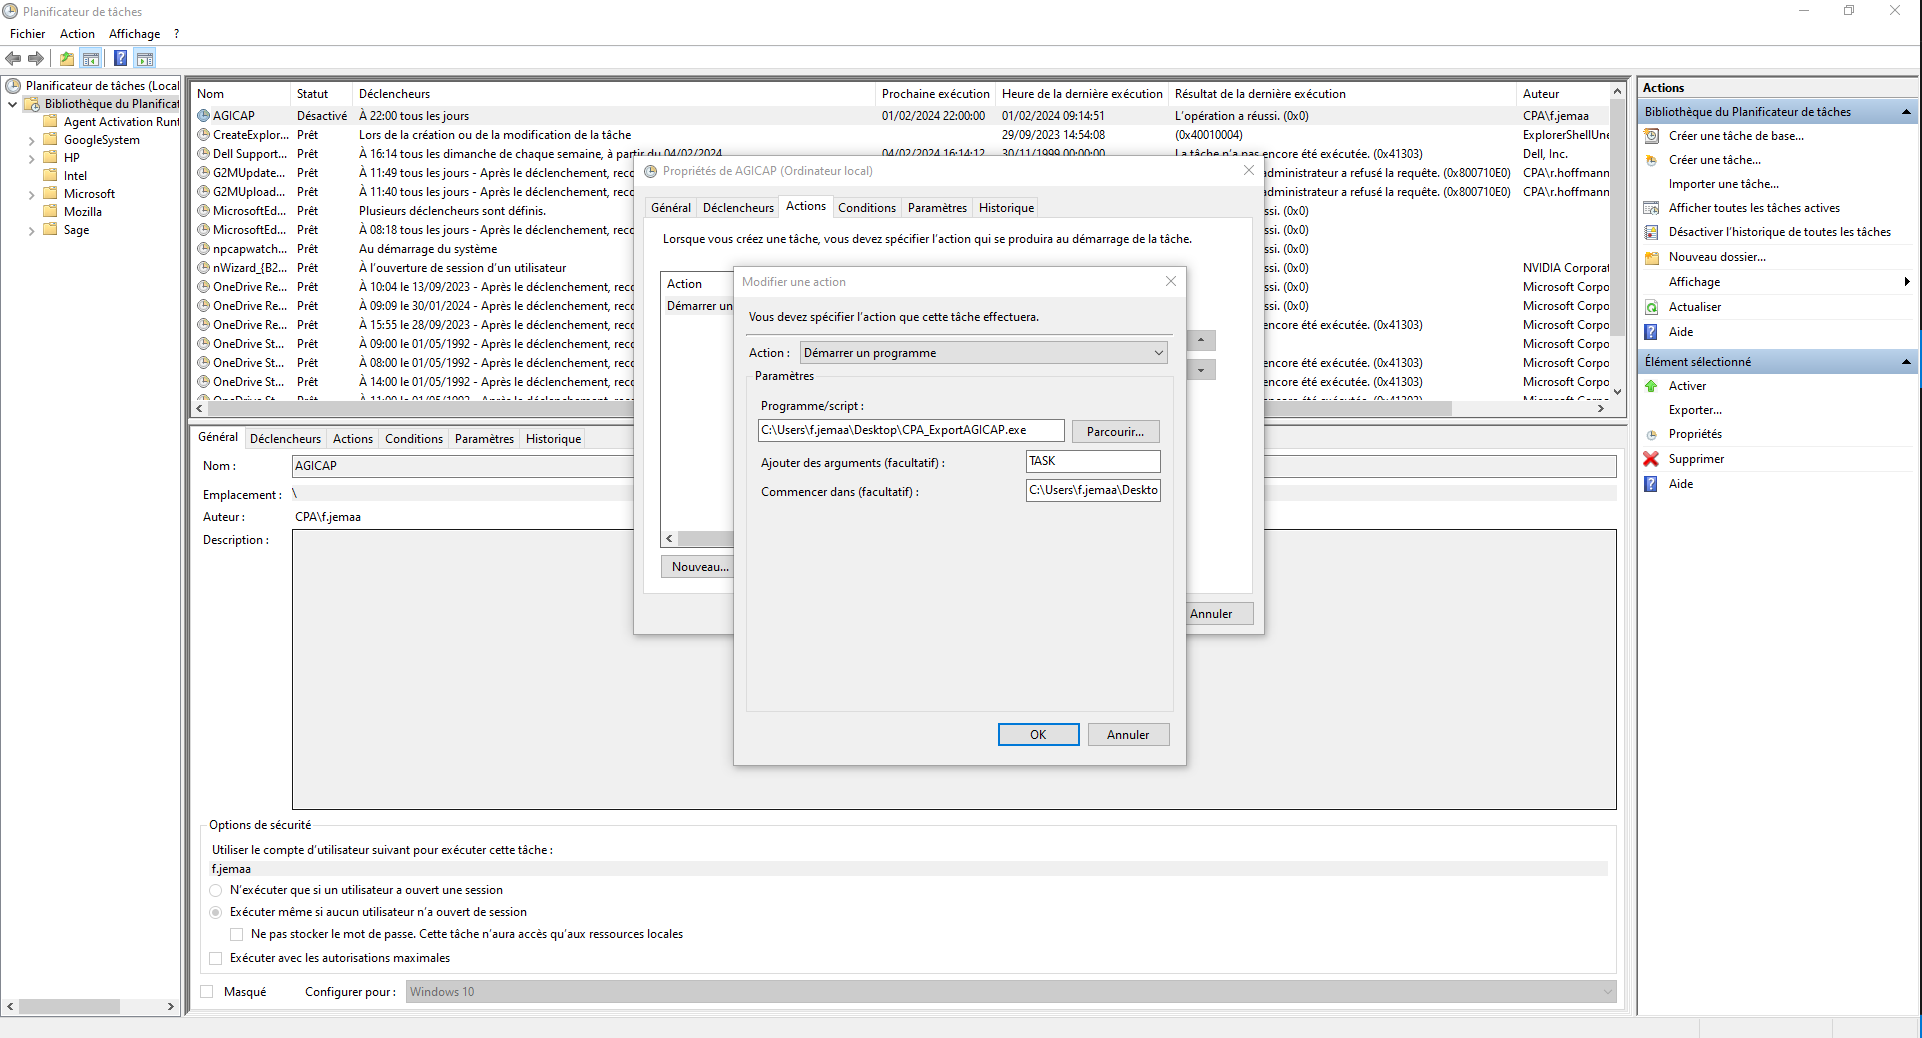 Planificateur de tâches
Fichier Action Affichage ?
Planificateur de tâches (Local
Bibliothèque du Planificat
Agent Activation Runt
GoogleSystem
HP
Intel
Microsoft
Mozilla
Sage
Nom Statut Déclencheurs Prochaine exécution Heure de la dernière exécution Résultat de la dernière exécution Auteur
AGICAP Désactivé À 22:00 tous les jours 01/02/2024 22:00:00 01/02/2024 09:14:51 L'opération a réussi. (0x0) CPA\f.jemaa
CreateExplor... Prêt Lors de la création ou de la modification de la tâche 29/09/2023 14:54:08 (0x40010004) ExplorerShellUne
Dell Support... Prêt À 16:14 tous les dimanche de chaque semaine, à partir du 04/02/2024 04/02/2024 16:14:12 30/11/1999 00:00:00 La tâche n'a pas encore été exécutée. (0x41303) Dell, Inc.
G2MUpdate... Prêt À 11:49 tous les jours - Après le déclenchement, reco administrateur a refusé la requête. (0x800710E0) CPA\r.hoffmann
G2MUpload... Prêt À 11:40 tous les jours - Après le déclenchement, reco administrateur a refusé la requête. (0x800710E0) CPA\r.hoffmann
MicrosoftEd... Prêt Plusieurs déclencheurs sont définis. ssi. (0x0)
MicrosoftEd... Prêt À 08:18 tous les jours - Après le déclenchement, reco ssi. (0x0)
npcapwatch... Prêt Au démarrage du système ssi. (0x0)
nWizard_{B2... Prêt À l'ouverture de session d'un utilisateur ssi. (0x0) NVIDIA Corporat
OneDrive Re... Prêt À 10:04 le 13/09/2023 - Après le déclenchement, reco ssi. (0x0) Microsoft Corpo
OneDrive Re... Prêt À 09:09 le 30/01/2024 - Après le déclenchement, reco ssi. (0x0) Microsoft Corpo
OneDrive Re... Prêt À 15:55 le 28/09/2023 - Après le déclenchement, reco encore été exécutée. (0x41303) Microsoft Corpo
OneDrive St... Prêt À 09:00 le 01/05/1992 - Après le déclenchement, reco Microsoft Corpo
OneDrive St... Prêt À 08:00 le 01/05/1992 - Après le déclenchement, reco encore été exécutée. (0x41303) Microsoft Corpo
OneDrive St... Prêt À 14:00 le 01/05/1992 - Après le déclenchement, reco encore été exécutée. (0x41303) Microsoft Corpo
Propriétés de AGICAP (Ordinateur local)
Général Déclencheurs Actions Conditions Paramètres Historique
Lorsque vous créez une tâche, vous devez spécifier l'action qui se produira au démarrage de la tâche.
Action
Démarrer un
Nouveau...
Annuler
Modifier une action
Vous devez spécifier l'action que cette tâche effectuera.
Action : Démarrer un programme
Paramètres
Programme/script :
C:\Users\f.jemaa\Desktop\CPA_ExportAGICAP.exe Parcourir...
Ajouter des arguments (facultatif) : TASK
Commencer dans (facultatif) : C:\Users\f.jemaa\Deskto
OK Annuler
Général Déclencheurs Actions Conditions Paramètres Historique
Nom : AGICAP
Emplacement : \
Auteur : CPA\f.jemaa
Description :
Options de sécurité
Utiliser le compte d'utilisateur suivant pour exécuter cette tâche :
f.jemaa
N'exécuter que si un utilisateur a ouvert une session
Exécuter même si aucun utilisateur n'a ouvert de session
Ne pas stocker le mot de passe. Cette tâche n'aura accès qu'aux ressources locales
Exécuter avec les autorisations maximales
Masqué Configurer pour : Windows 10
Actions
Bibliothèque du Planificateur de tâches
Créer une tâche de base...
Créer une tâche...
Importer une tâche...
Afficher toutes les tâches actives
Désactiver l'historique de toutes les tâches
Nouveau dossier...
Affichage
Actualiser
Aide
Élément sélectionné
Activer
Exporter...
Propriétés
Supprimer
Aide